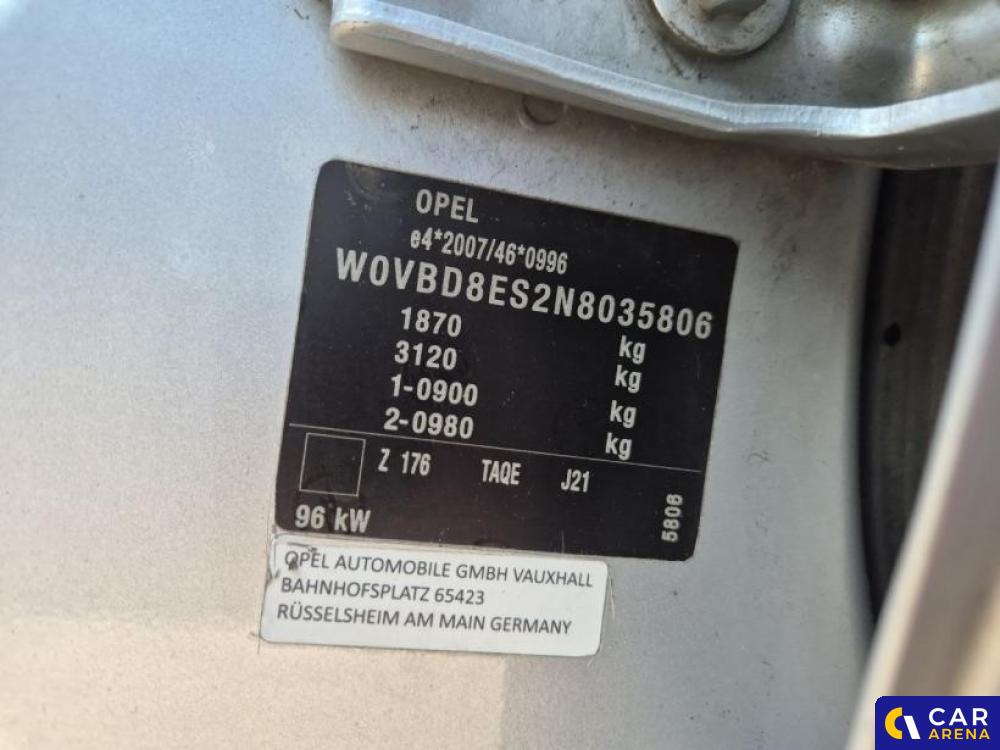 OPEL
e4*2007/46*0996
W0VBD8ES2N8035806
1870 kg
3120 kg
1-0900 kg
2-0980 kg
Z 176 TAQE J21
96 kW
5806
OPEL AUTOMOBILE GMBH VAUXHALL
BAHNHOFSPLATZ 65423
RÜSSELSHEIM AM MAIN GERMANY
CAR
ARENA